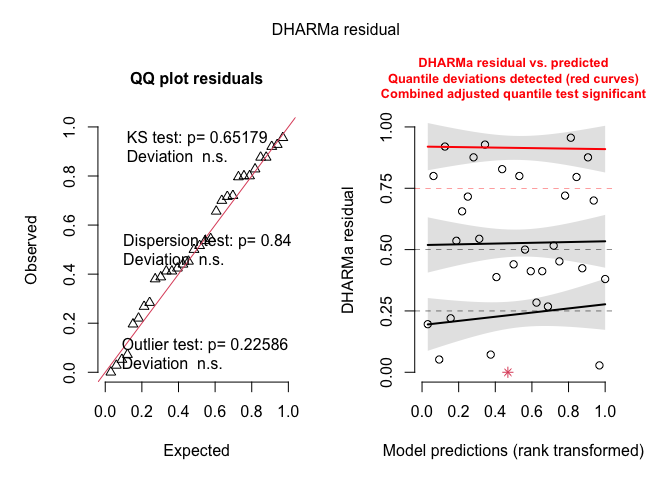 DHARMa residual
QQ plot residuals
KS test: p= 0.65179
Deviation n.s.
Dispersion test: p= 0.84
Deviation n.s.
Outlier test: p= 0.22586
Deviation n.s.
Observed
0.0 0.2 0.4 0.6 0.8 1.0
0.0 0.2 0.4 0.6 0.8 1.0
Expected
DHARMa residual vs. predicted
Quantile deviations detected (red curves)
Combined adjusted quantile test significant
DHARMa residual
0.00 0.25 0.50 0.75 1.00
0.0 0.2 0.4 0.6 0.8 1.0
Model predictions (rank transformed)